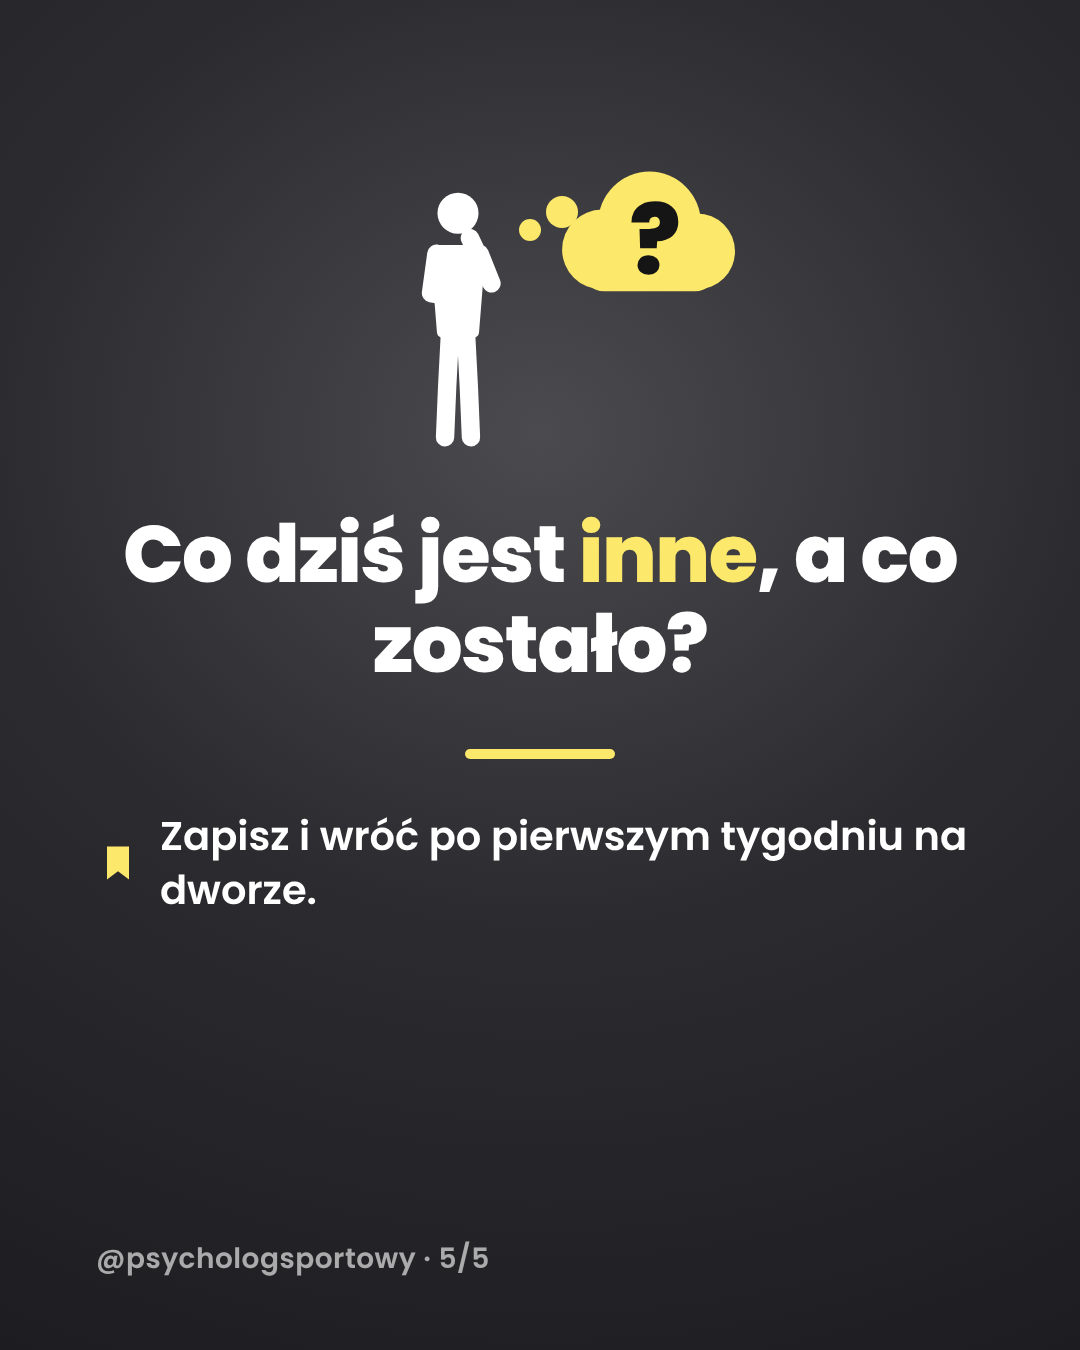 ?
Co dziś jest inne, a co
zostało?
Zapisz i wróć po pierwszym tygodniu na
dworze.
@psychologsportowy · 5/5